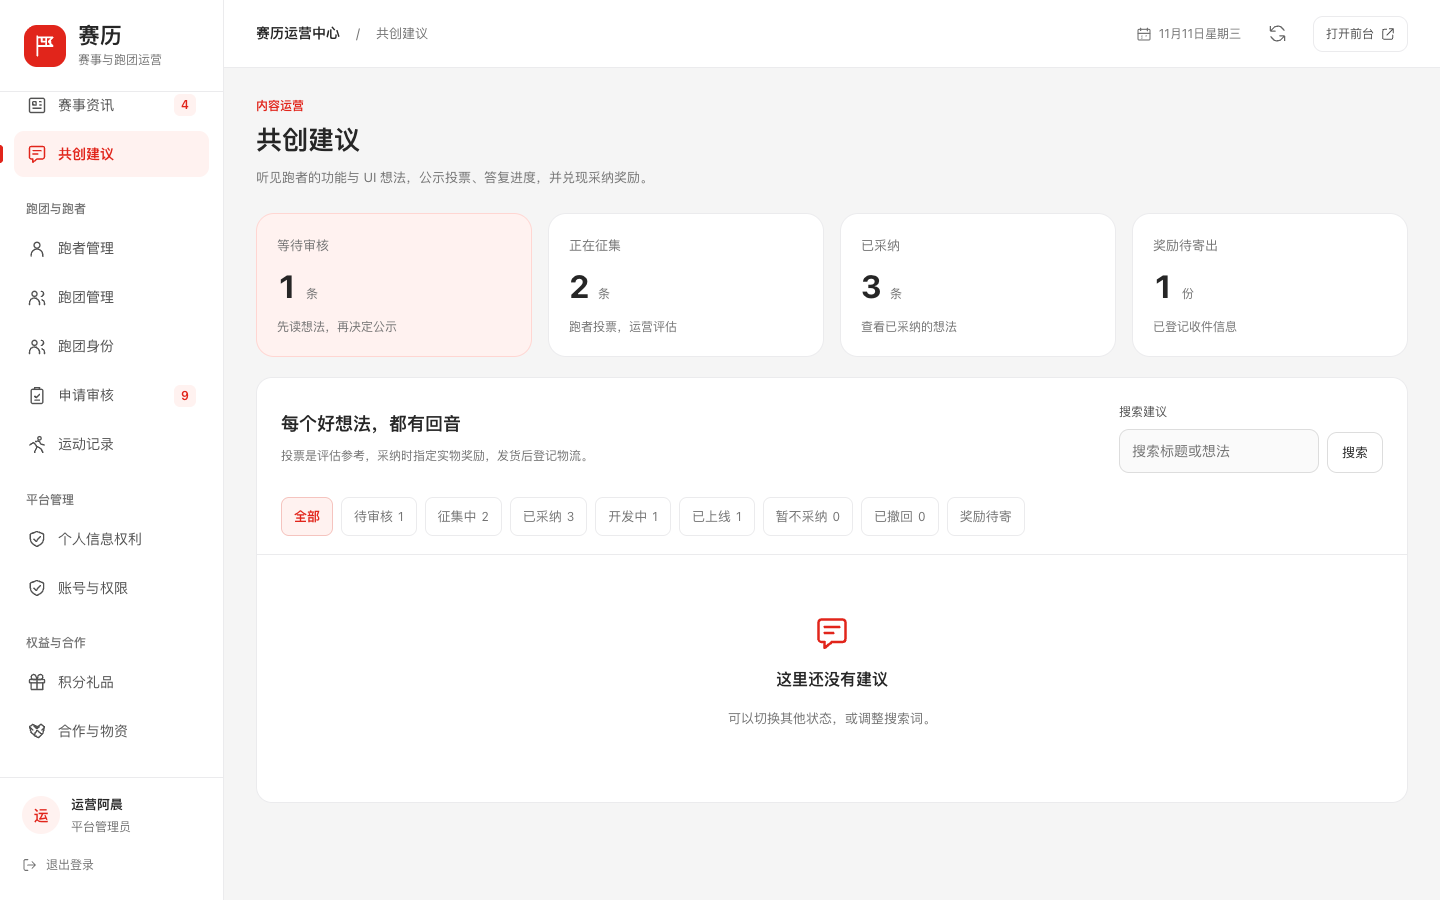 赛历
赛事与跑团运营
赛事资讯 4
共创建议
跑团与跑者
跑者管理
跑团管理
跑团身份
申请审核 9
运动记录
平台管理
个人信息权利
账号与权限
权益与合作
积分礼品
合作与物资
运
运营阿晨
平台管理员
退出登录
赛历运营中心 / 共创建议
11月11日星期三
打开前台
内容运营
共创建议
听见跑者的功能与 UI 想法，公示投票、答复进度，并兑现采纳奖励。
等待审核
1 条
先读想法，再决定公示
正在征集
2 条
跑者投票，运营评估
已采纳
3 条
查看已采纳的想法
奖励待寄出
1 份
已登记收件信息
每个好想法，都有回音
投票是评估参考，采纳时指定实物奖励，发货后登记物流。
搜索建议
搜索标题或想法
搜索
全部 待审核 1 征集中 2 已采纳 3 开发中 1 已上线 1 暂不采纳 0 已撤回 0 奖励待寄
这里还没有建议
可以切换其他状态，或调整搜索词。